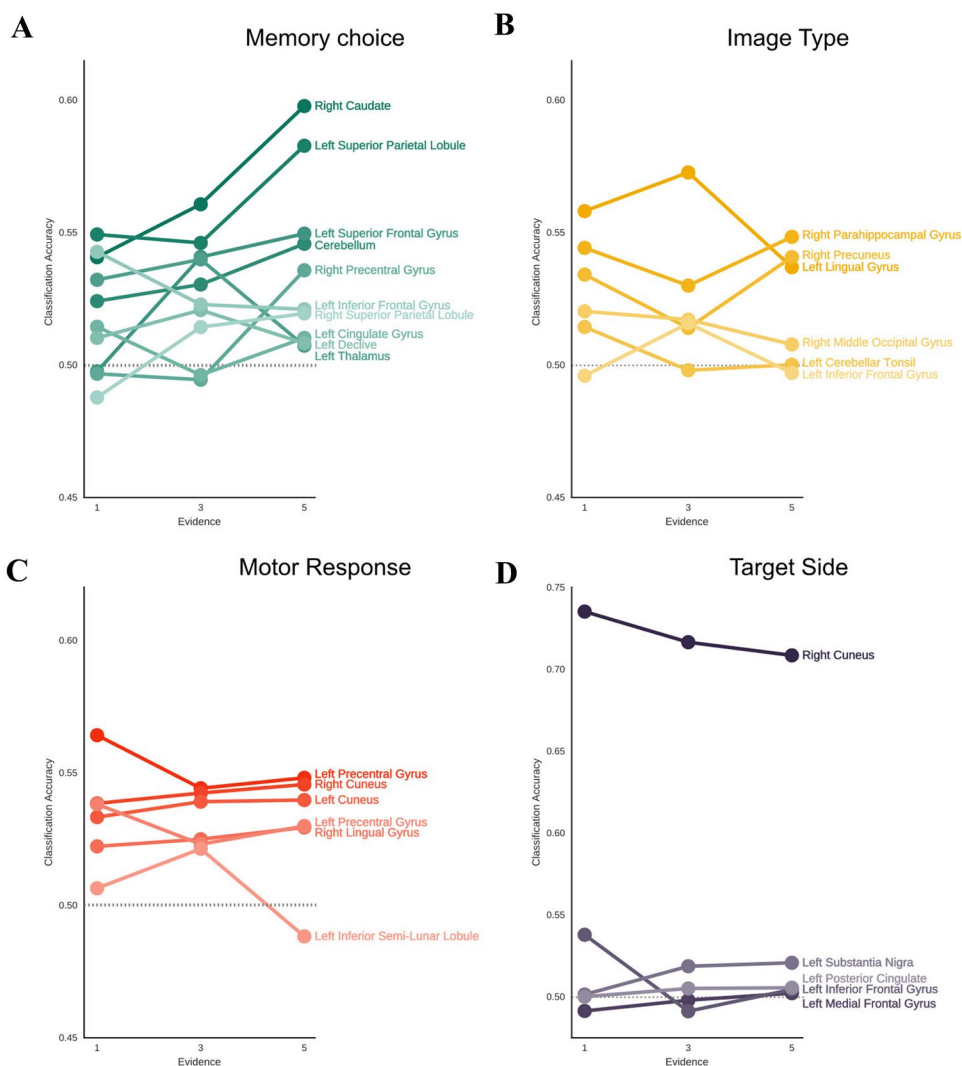 A
Memory choice
0.60
0.55
0.50
0.45
Classification Accuracy
Right Caudate
Left Superior Parietal Lobule
Left Superior Frontal Gyrus
Cerebellum
Right Precentral Gyrus
Left Inferior Frontal Gyrus
Right Superior Parietal Lobule
Left Cingulate Gyrus
Left Declive
Left Thalamus
1
3
5
Evidence
B
Image Type
0.60
0.55
0.50
0.45
Classification Accuracy
Right Parahippocampal Gyrus
Right Precuneus
Left Lingual Gyrus
Right Middle Occipital Gyrus
Left Cerebellar Tonsil
Left Inferior Frontal Gyrus
1
3
5
Evidence
C
Motor Response
0.60
0.55
0.50
0.45
Classification Accuracy
Left Precentral Gyrus
Right Cuneus
Left Cuneus
Left Precentral Gyrus
Right Lingual Gyrus
Left Inferior Semi-Lunar Lobule
1
3
5
Evidence
D
Target Side
0.75
0.70
0.65
0.60
0.55
0.50
0.45
Classification Accuracy
Right Cuneus
Left Substantia Nigra
Left Posterior Cingulate
Left Inferior Frontal Gyrus
Left Medial Frontal Gyrus
1
3
5
Evidence